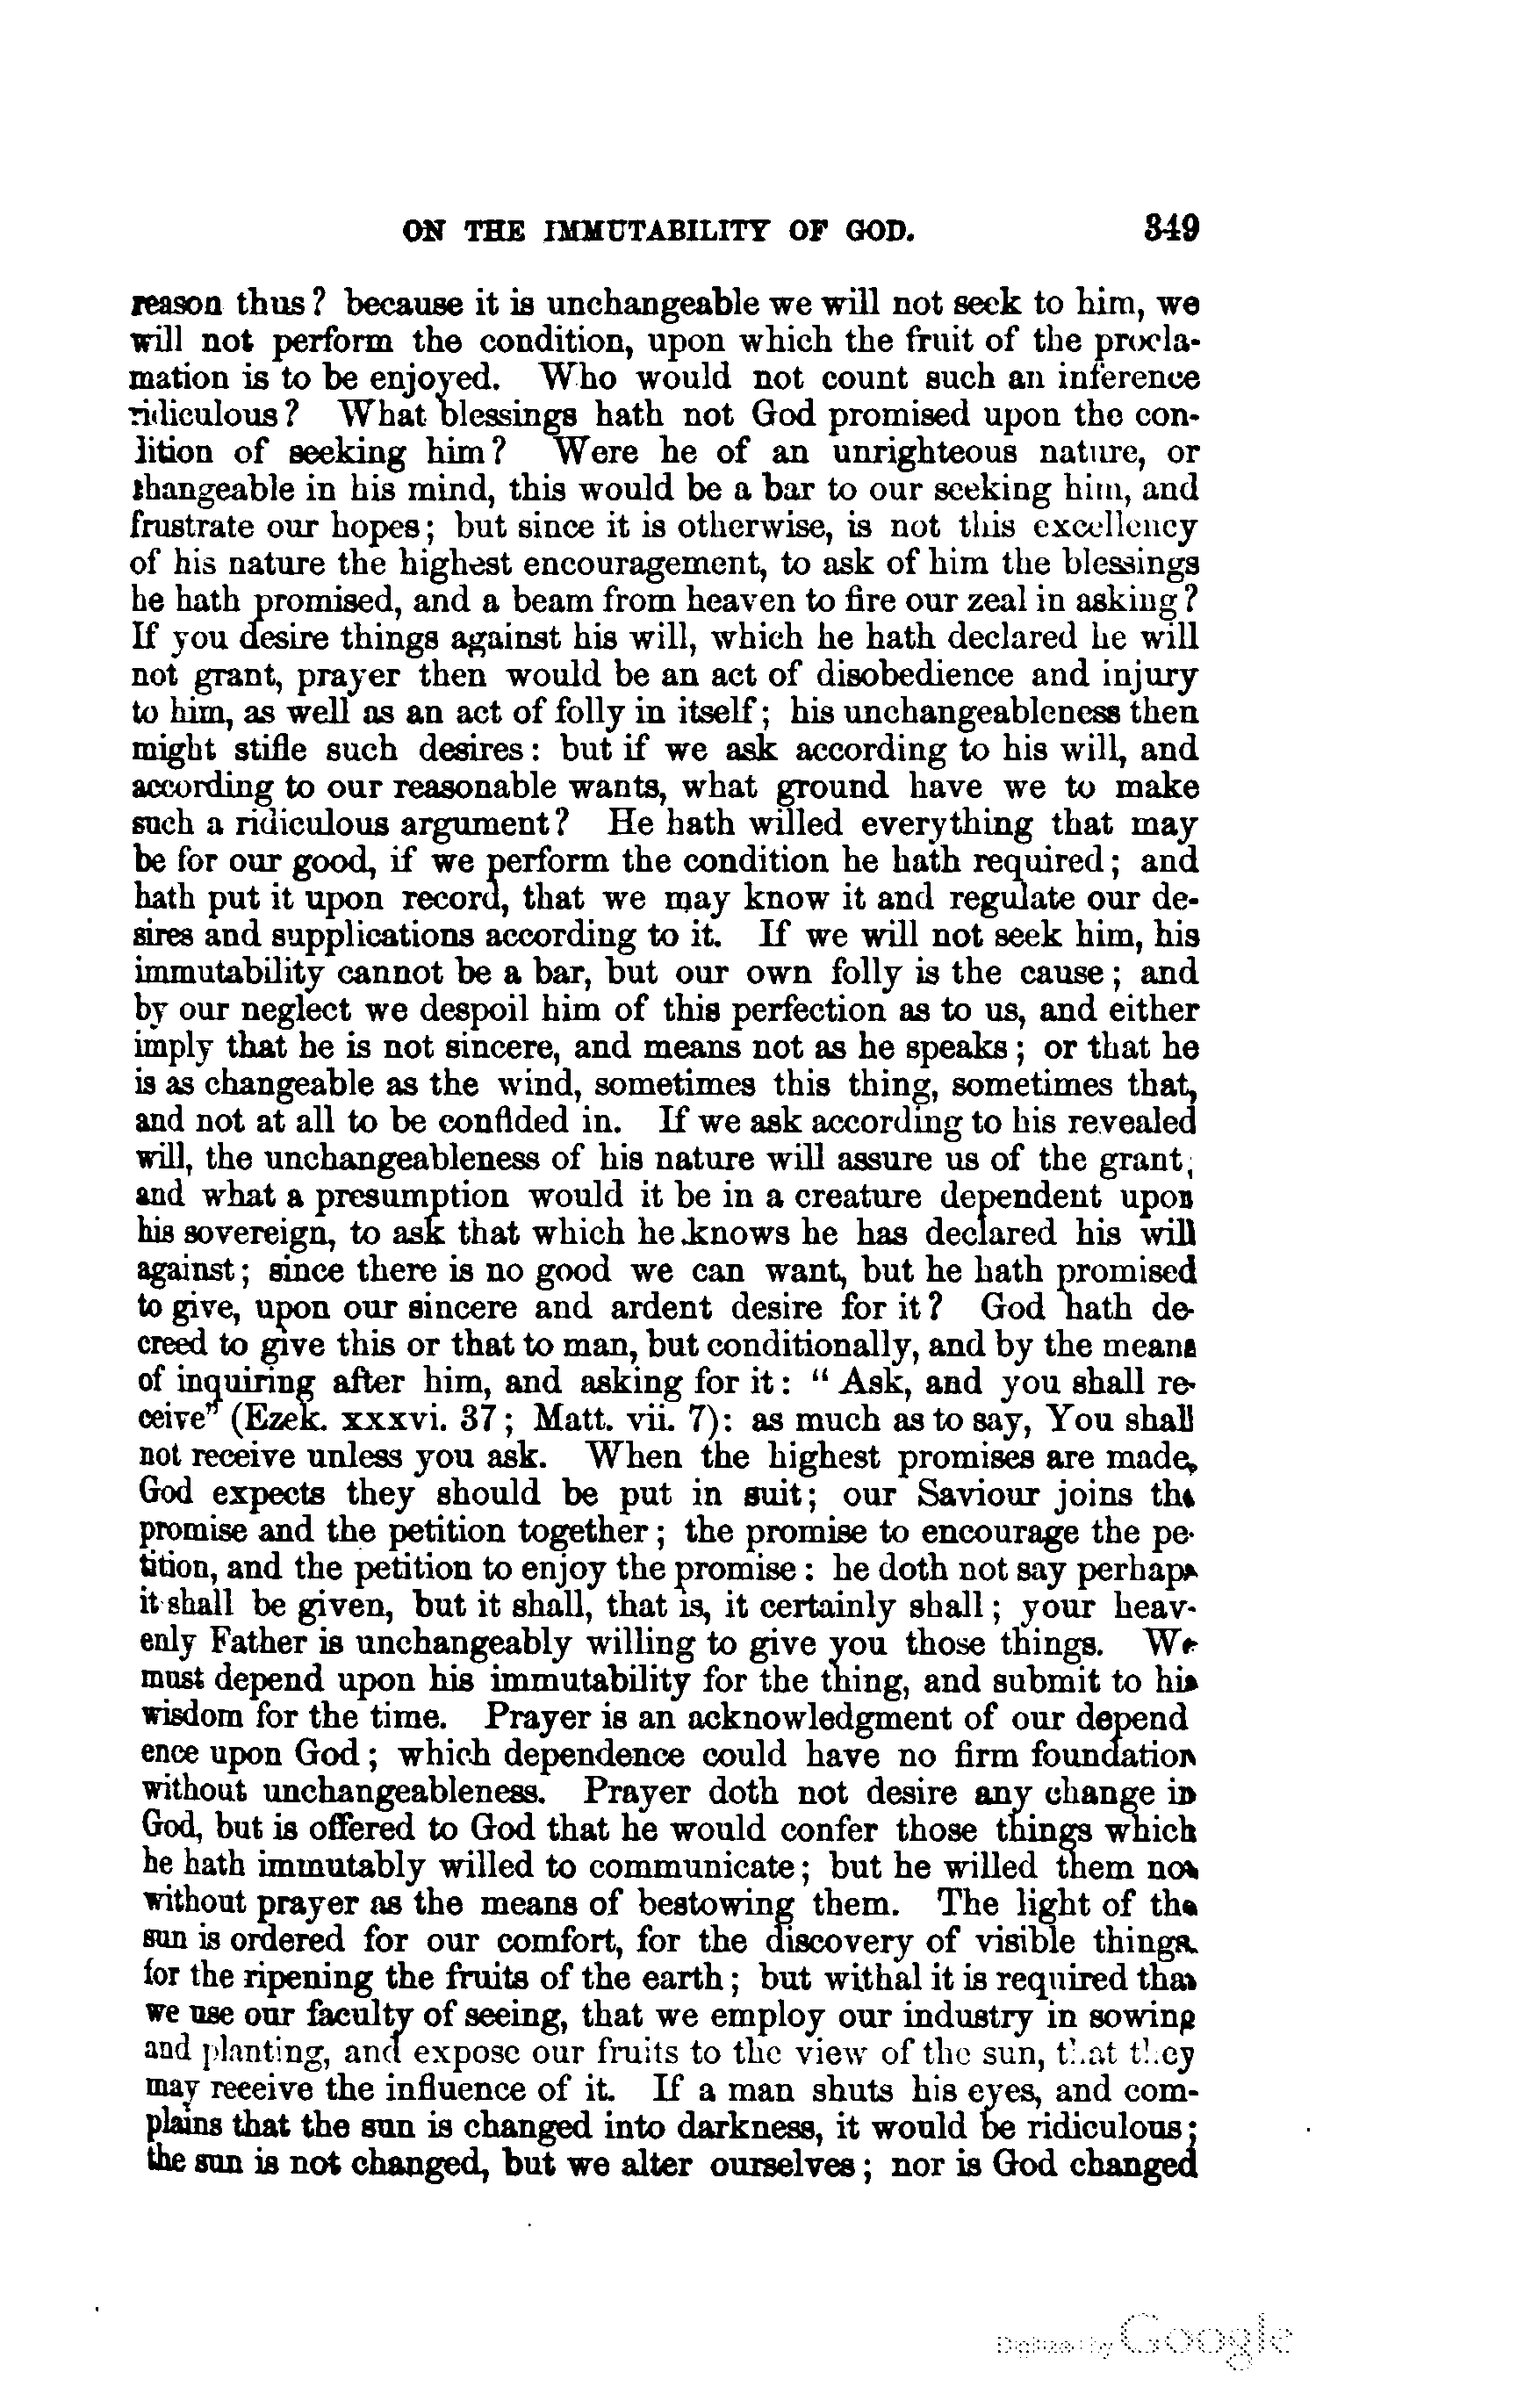 ON THE IMMUTABILITY OF GOD. 349
reason thus? because it is unchangeable we will not seek to him, we
will not perform the condition, upon which the fruit of the procla-
mation is to be enjoyed. Who would not count such an inference
ridiculous? What blessings hath not God promised upon the con-
lition of seeking him? Were he of an unrighteous nature, or
changeable in his mind, this would be a bar to our seeking him, and
frustrate our hopes; but since it is otherwise, is not this excellency
of his nature the highest encouragement, to ask of him the blessings
he hath promised, and a beam from heaven to fire our zeal in asking?
If you desire things against his will, which he hath declared he will
not grant, prayer then would be an act of disobedience and injury
to him, as well as an act of folly in itself; his unchangeableness then
might stifle such desires: but if we ask according to his will, and
according to our reasonable wants, what ground have we to make
such a ridiculous argument? He hath willed everything that may
be for our good, if we perform the condition he hath required; and
hath put it upon record, that we may know it and regulate our de-
sires and supplications according to it. If we will not seek him, his
immutability cannot be a bar, but our own folly is the cause; and
by our neglect we despoil him of this perfection as to us, and either
imply that he is not sincere, and means not as he speaks; or that he
is as changeable as the wind, sometimes this thing, sometimes that,
and not at all to be confided in. If we ask according to his revealed
will, the unchangeableness of his nature will assure us of the grant;
and what a presumption would it be in a creature dependent upon
his sovereign, to ask that which he knows he has declared his will
against; since there is no good we can want, but he hath promised
to give, upon our sincere and ardent desire for it? God hath de-
creed to give this or that to man, but conditionally, and by the means
of inquiring after him, and asking for it: "Ask, and you shall re-
ceive" (Ezek. xxxvi. 37; Matt. vii. 7): as much as to say, You shall
not receive unless you ask. When the highest promises are made,
God expects they should be put in suit; our Saviour joins the
promise and the petition together; the promise to encourage the pe-
tition, and the petition to enjoy the promise: he doth not say perhaps
it shall be given, but it shall, that is, it certainly shall; your heav-
enly Father is unchangeably willing to give you those things. We
must depend upon his immutability for the thing, and submit to his
wisdom for the time. Prayer is an acknowledgment of our depend
ence upon God; which dependence could have no firm foundation
without unchangeableness. Prayer doth not desire any change in
God, but is offered to God that he would confer those things which
he hath immutably willed to communicate; but he willed them not
without prayer as the means of bestowing them. The light of the
sun is ordered for our comfort, for the discovery of visible things,
for the ripening the fruits of the earth; but withal it is required that
we use our faculty of seeing, that we employ our industry in sowing
and planting, and expose our fruits to the view of the sun, that they
may receive the influence of it. If a man shuts his eyes, and com-
plains that the sun is changed into darkness, it would be ridiculous;
the sun is not changed, but we alter ourselves; nor is God changed
Digitized by Google